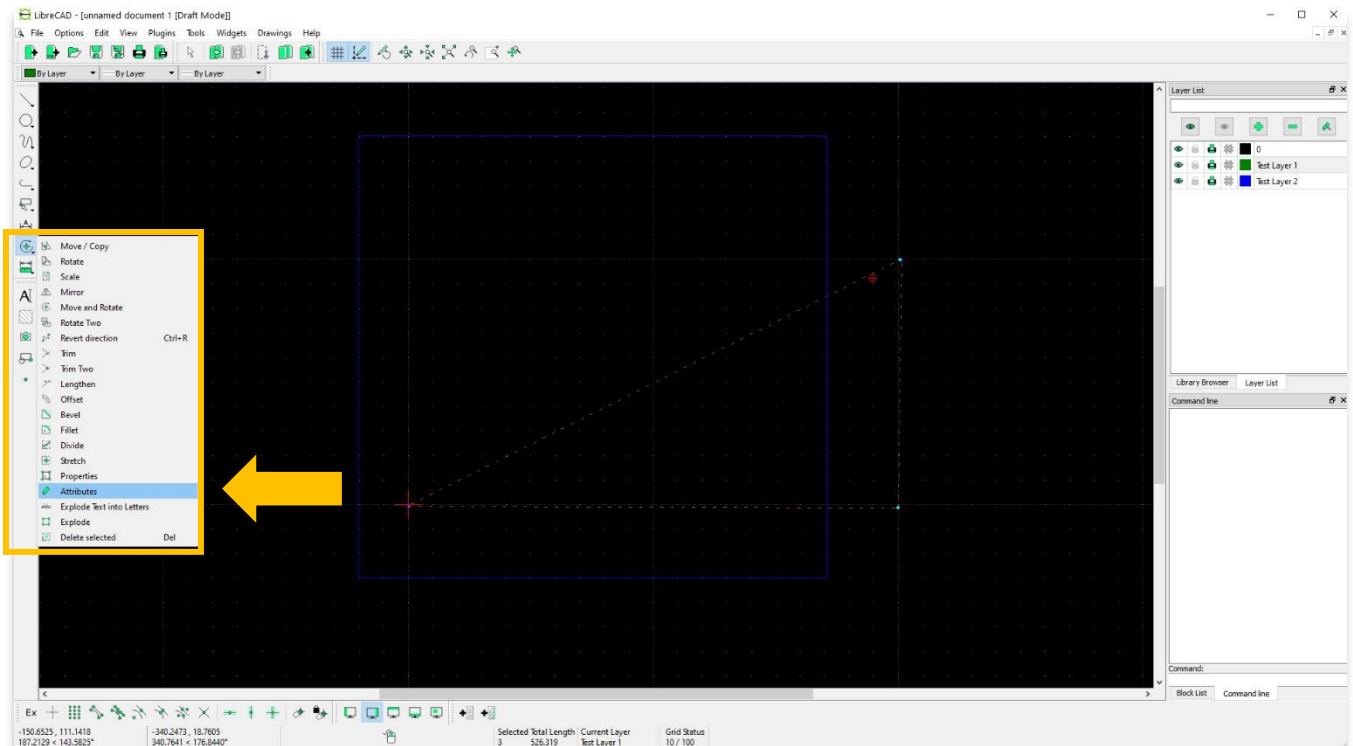 LibreCAD - [unnamed document 1 [Draft Mode]]
File Options Edit View Plugins Tools Widgets Drawings Help
By Layer By Layer By Layer
Layer List
0
Test Layer 1
Test Layer 2
Move / Copy
Rotate
Scale
Mirror
Move and Rotate
Rotate Two
Revert direction Ctrl+R
Trim
Trim Two
Lengthen
Offset
Bevel
Fillet
Divide
Stretch
Properties
Attributes
Explode Text into Letters
Explode
Delete selected Del
Library Browser Layer List
Command line
Command:
Block List Command line
Ex
-150.6525 , 111.1418 -340.2473 , 18.7605 Selected Total Length Current Layer Grid Status
187.2129 < 143.5825° 340.7641 < 176.8440° 3 526.319 Test Layer 1 10 / 100